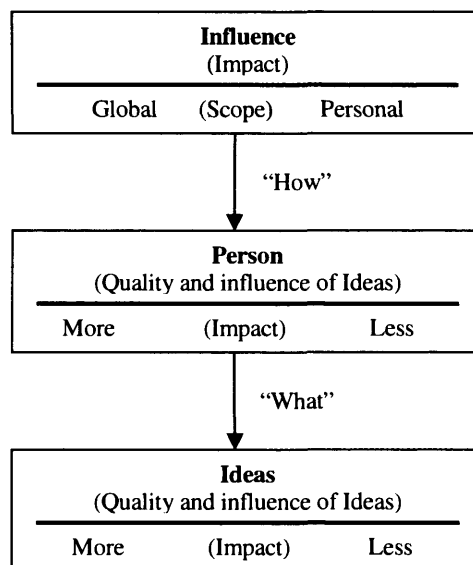 Influence
(Impact)
Global (Scope) Personal
“How”
Person
(Quality and influence of Ideas)
More (Impact) Less
“What”
Ideas
(Quality and influence of Ideas)
More (Impact) Less